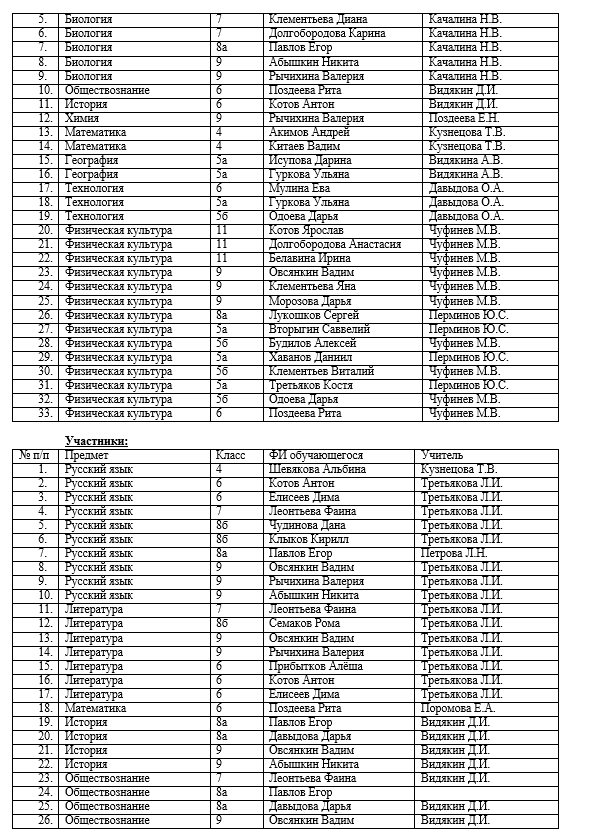 5. Биология 7 Клементьева Диана Качалина Н.В.
6. Биология 7 Долгобородова Карина Качалина Н.В.
7. Биология 8а Павлов Егор Качалина Н.В.
8. Биология 9 Абышкин Никита Качалина Н.В.
9. Биология 9 Рычихина Валерия Качалина Н.В.
10. Обществознание 6 Поздеева Рита Видякин Д.И.
11. История 6 Котов Антон Видякин Д.И.
12. Химия 9 Рычихина Валерия Поздеева Е.Н.
13. Математика 4 Акимов Андрей Кузнецова Т.В.
14. Математика 4 Китаев Вадим Кузнецова Т.В.
15. География 5а Исупова Дарина Видякина А.В.
16. География 5а Гуркова Ульяна Видякина А.В.
17. Технология 6 Мулина Ева Давыдова О.А.
18. Технология 5а Гуркова Ульяна Давыдова О.А.
19. Технология 5б Одоева Дарья Давыдова О.А.
20. Физическая культура 11 Котов Ярослав Чуфинев М.В.
21. Физическая культура 11 Долгобородова Анастасия Чуфинев М.В.
22. Физическая культура 11 Белавина Ирина Чуфинев М.В.
23. Физическая культура 9 Овсянкин Вадим Чуфинев М.В.
24. Физическая культура 9 Клементьева Яна Чуфинев М.В.
25. Физическая культура 9 Морозова Дарья Чуфинев М.В.
26. Физическая культура 8а Лукошков Сергей Перминов Ю.С.
27. Физическая культура 5а Вторыгин Саввелий Перминов Ю.С.
28. Физическая культура 5б Будилов Алексей Чуфинев М.В.
29. Физическая культура 5а Хаванов Даниил Перминов Ю.С.
30. Физическая культура 5б Клементьев Виталий Чуфинев М.В.
31. Физическая культура 5а Третьяков Костя Перминов Ю.С.
32. Физическая культура 5б Одоева Дарья Чуфинев М.В.
33. Физическая культура 6 Поздеева Рита Чуфинев М.В.
Участники:
№ п/п Предмет Класс ФИ обучающегося Учитель
1. Русский язык 4 Шевякова Альбина Кузнецова Т.В.
2. Русский язык 6 Котов Антон Третьякова Л.И.
3. Русский язык 6 Елисеев Дима Третьякова Л.И.
4. Русский язык 7 Леонтьева Фаина Третьякова Л.И.
5. Русский язык 8б Чудинова Дана Третьякова Л.И.
6. Русский язык 8б Клыков Кирилл Третьякова Л.И.
7. Русский язык 8а Павлов Егор Петрова Л.Н.
8. Русский язык 9 Овсянкин Вадим Третьякова Л.И.
9. Русский язык 9 Рычихина Валерия Третьякова Л.И.
10. Русский язык 9 Абышкин Никита Третьякова Л.И.
11. Литература 7 Леонтьева Фаина Третьякова Л.И.
12. Литература 8б Семаков Рома Третьякова Л.И.
13. Литература 9 Овсянкин Вадим Третьякова Л.И.
14. Литература 9 Рычихина Валерия Третьякова Л.И.
15. Литература 6 Прибытков Алёша Третьякова Л.И.
16. Литература 6 Котов Антон Третьякова Л.И.
17. Литература 6 Елисеев Дима Третьякова Л.И.
18. Математика 6 Поздеева Рита Поромова Е.А.
19. История 8а Павлов Егор Видякин Д.И.
20. История 8а Давыдова Дарья Видякин Д.И.
21. История 9 Овсянкин Вадим Видякин Д.И.
22. История 9 Абышкин Никита Видякин Д.И.
23. Обществознание 7 Леонтьева Фаина Видякин Д.И.
24. Обществознание 8а Павлов Егор
25. Обществознание 8а Давыдова Дарья Видякин Д.И.
26. Обществознание 9 Овсянкин Вадим Видякин Д.И.